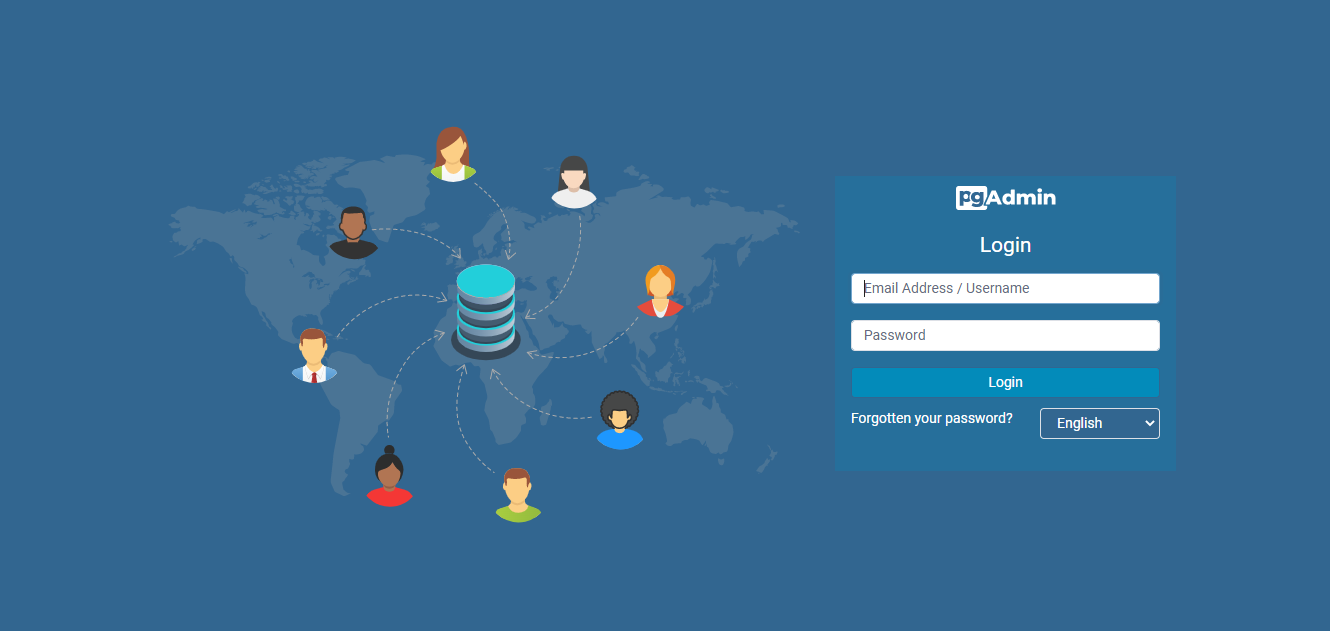 pgAdmin
Login
Email Address / Username
Password
Login
Forgotten your password?
English